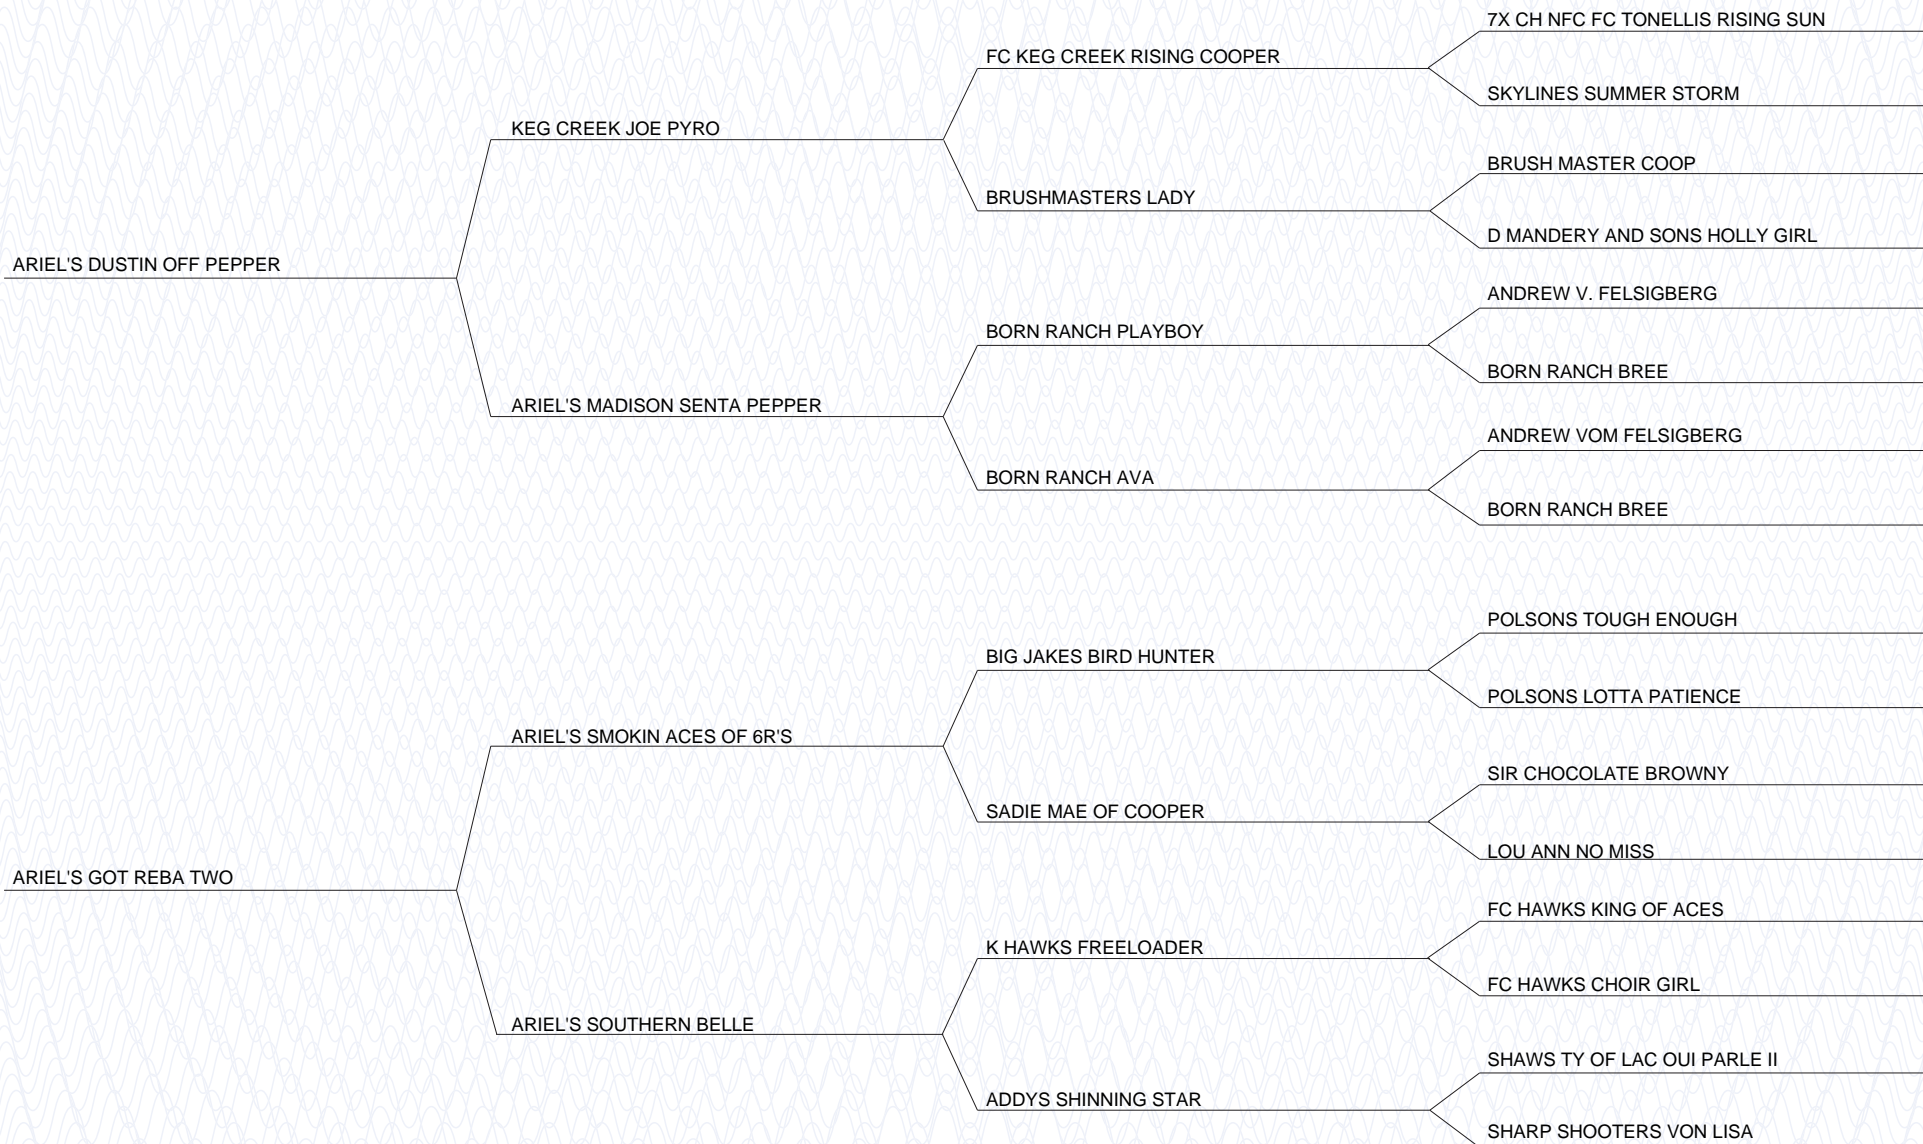 7X CH NFC FC TONELLIS RISING SUN
FC KEG CREEK RISING COOPER
SKYLINES SUMMER STORM
KEG CREEK JOE PYRO
BRUSH MASTER COOP
BRUSHMASTERS LADY
D MANDERY AND SONS HOLLY GIRL
ARIEL'S DUSTIN OFF PEPPER
ANDREW V. FELSIGBERG
BORN RANCH PLAYBOY
BORN RANCH BREE
ARIEL'S MADISON SENTA PEPPER
ANDREW VOM FELSIGBERG
BORN RANCH AVA
BORN RANCH BREE
POLSONS TOUGH ENOUGH
BIG JAKES BIRD HUNTER
POLSONS LOTTA PATIENCE
ARIEL'S SMOKIN ACES OF 6R'S
SIR CHOCOLATE BROWNY
SADIE MAE OF COOPER
LOU ANN NO MISS
ARIEL'S GOT REBA TWO
FC HAWKS KING OF ACES
K HAWKS FREELOADER
FC HAWKS CHOIR GIRL
ARIEL'S SOUTHERN BELLE
SHAWS TY OF LAC OUI PARLE II
ADDYS SHINNING STAR
SHARP SHOOTERS VON LISA